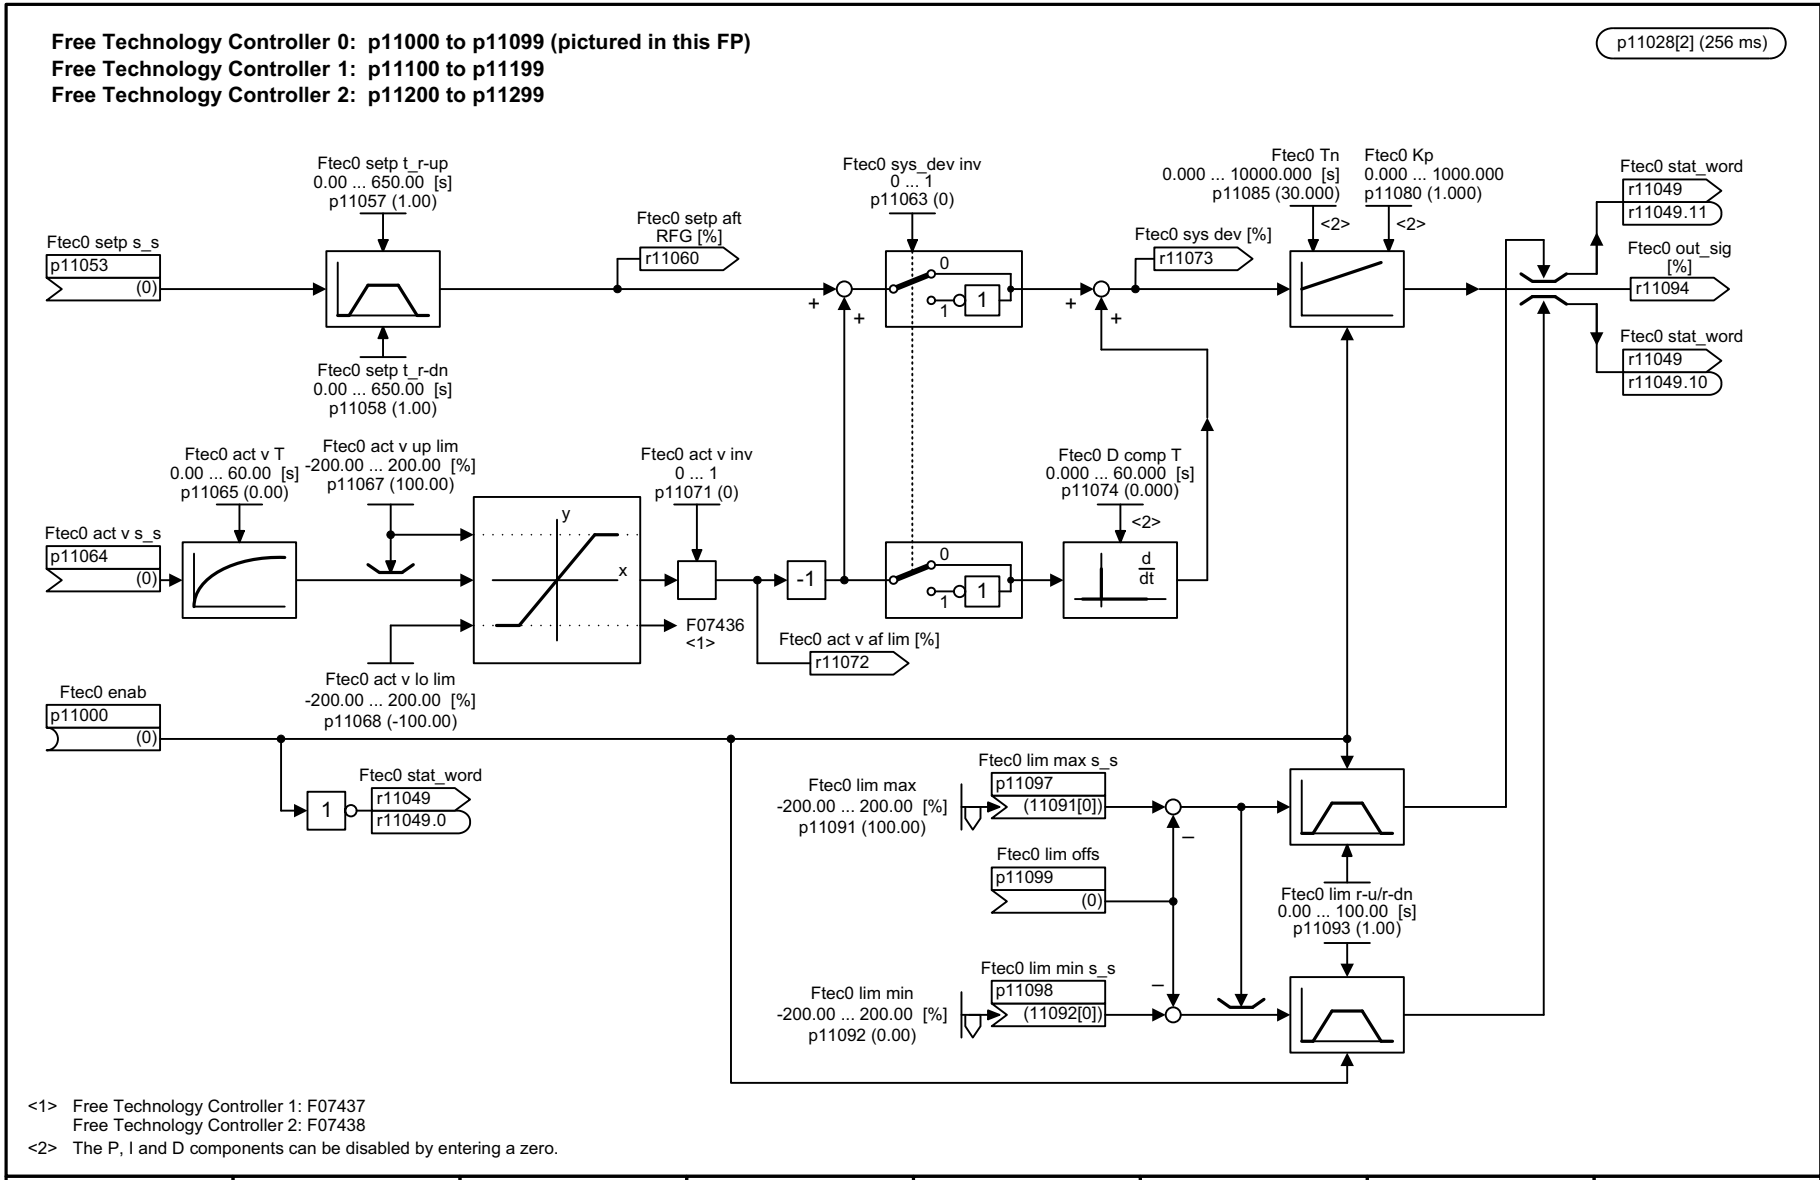 Free Technology Controller 0: p11000 to p11099 (pictured in this FP)
Free Technology Controller 1: p11100 to p11199
Free Technology Controller 2: p11200 to p11299
p11028[2] (256 ms)
Ftec0 setp t_r-up
0.00 ... 650.00 [s]
p11057 (1.00)
Ftec0 setp s_s
p11053
(0)
Ftec0 setp t_r-dn
0.00 ... 650.00 [s]
p11058 (1.00)
Ftec0 setp aft
RFG [%]
r11060
+
+
Ftec0 sys_dev inv
0 ... 1
p11063 (0)
0
1
1
+
+
Ftec0 sys dev [%]
r11073
Ftec0 Tn
0.000 ... 10000.000 [s]
p11085 (30.000)
<2>
Ftec0 Kp
0.000 ... 1000.000
p11080 (1.000)
<2>
Ftec0 stat_word
r11049
r11049.11
Ftec0 out_sig
[%]
r11094
Ftec0 stat_word
r11049
r11049.10
Ftec0 act v T
0.00 ... 60.00 [s]
p11065 (0.00)
Ftec0 act v up lim
-200.00 ... 200.00 [%]
p11067 (100.00)
Ftec0 act v s_s
p11064
(0)
y
x
Ftec0 act v inv
0 ... 1
p11071 (0)
F07436
<1>
-1
Ftec0 act v af lim [%]
r11072
0
1
1
Ftec0 D comp T
0.000 ... 60.000 [s]
p11074 (0.000)
<2>
d
dt
Ftec0 act v lo lim
-200.00 ... 200.00 [%]
p11068 (-100.00)
Ftec0 enab
p11000
(0)
1
Ftec0 stat_word
r11049
r11049.0
Ftec0 lim max
-200.00 ... 200.00 [%]
p11091 (100.00)
Ftec0 lim max s_s
p11097
(11091[0])
–
Ftec0 lim offs
p11099
(0)
Ftec0 lim r-u/r-dn
0.00 ... 100.00 [s]
p11093 (1.00)
Ftec0 lim min
-200.00 ... 200.00 [%]
p11092 (0.00)
Ftec0 lim min s_s
p11098
(11092[0])
–
<1> Free Technology Controller 1: F07437
Free Technology Controller 2: F07438
<2> The P, I and D components can be disabled by entering a zero.